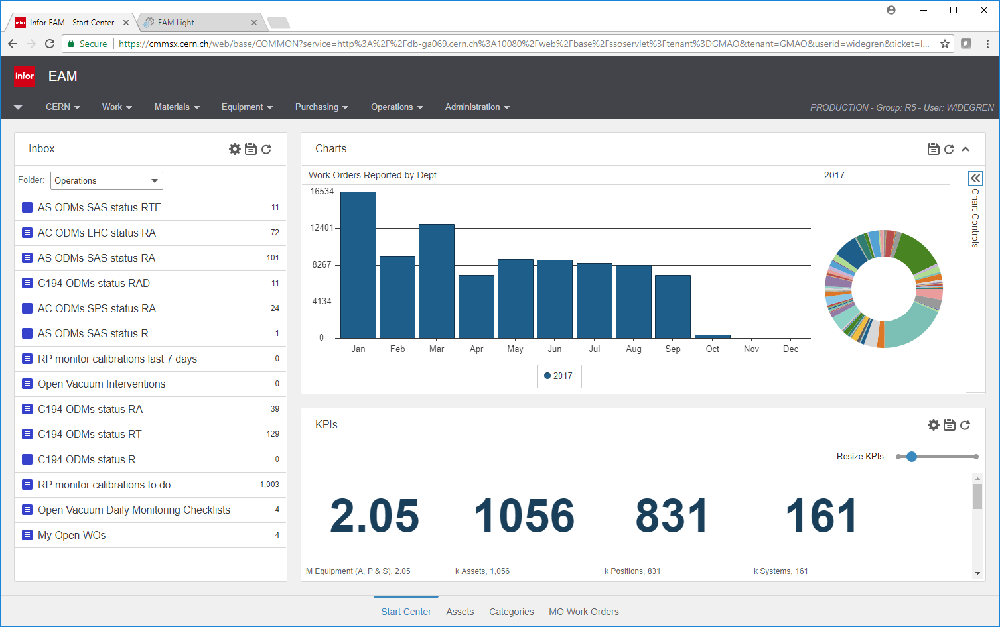 Infor EAM - Start Center
EAM Light
Secure
https://cmmsx.cern.ch/web/base/COMMON?service=http%3A%2F%2Fdb-ga069.cern.ch%3A10080%2Fweb%2Fbase%2Fssoservlet%3Ftenant%3DGMAO&tenant=GMAO&userid=widegren&ticket=I...
infor
EAM
CERN Work Materials Equipment Purchasing Operations Administration
PRODUCTION - Group: R5 - User: WIDEGREN
Inbox
Folder: Operations
AS ODMs SAS status RTE 11
AC ODMs LHC status RA 72
AS ODMs SAS status RA 101
C194 ODMs status RAD 11
AC ODMs SPS status RA 24
AS ODMs SAS status R 1
RP monitor calibrations last 7 days 0
Open Vacuum Interventions 0
C194 ODMs status RA 39
C194 ODMs status RT 129
C194 ODMs status R 0
RP monitor calibrations to do 1,003
Open Vacuum Daily Monitoring Checklists 4
My Open WOs 4
Charts
Work Orders Reported by Dept.
2017
16534
12401
8267
4134
0
Jan Feb Mar Apr May Jun Jul Aug Sep Oct Nov Dec
2017
Chart Controls
KPIs
Resize KPIs
2.05 1056 831 161
M Equipment (A, P & S), 2.05
k Assets, 1,056
k Positions, 831
k Systems, 161
Start Center Assets Categories MO Work Orders